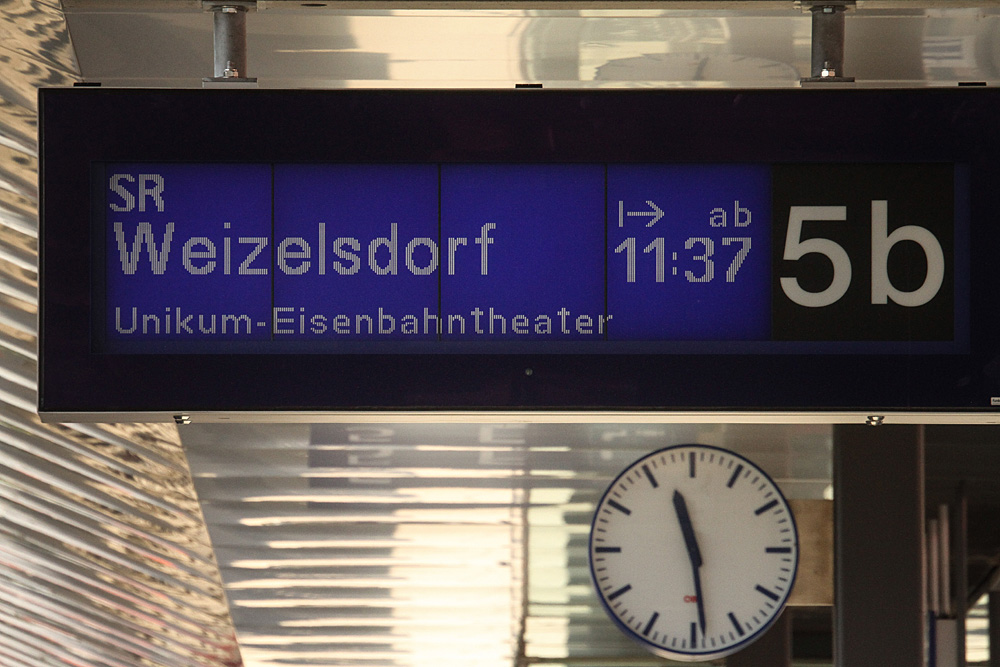 SR
Weizelsdorf
Unikum-Eisenbahntheater
ab
11:37
5b